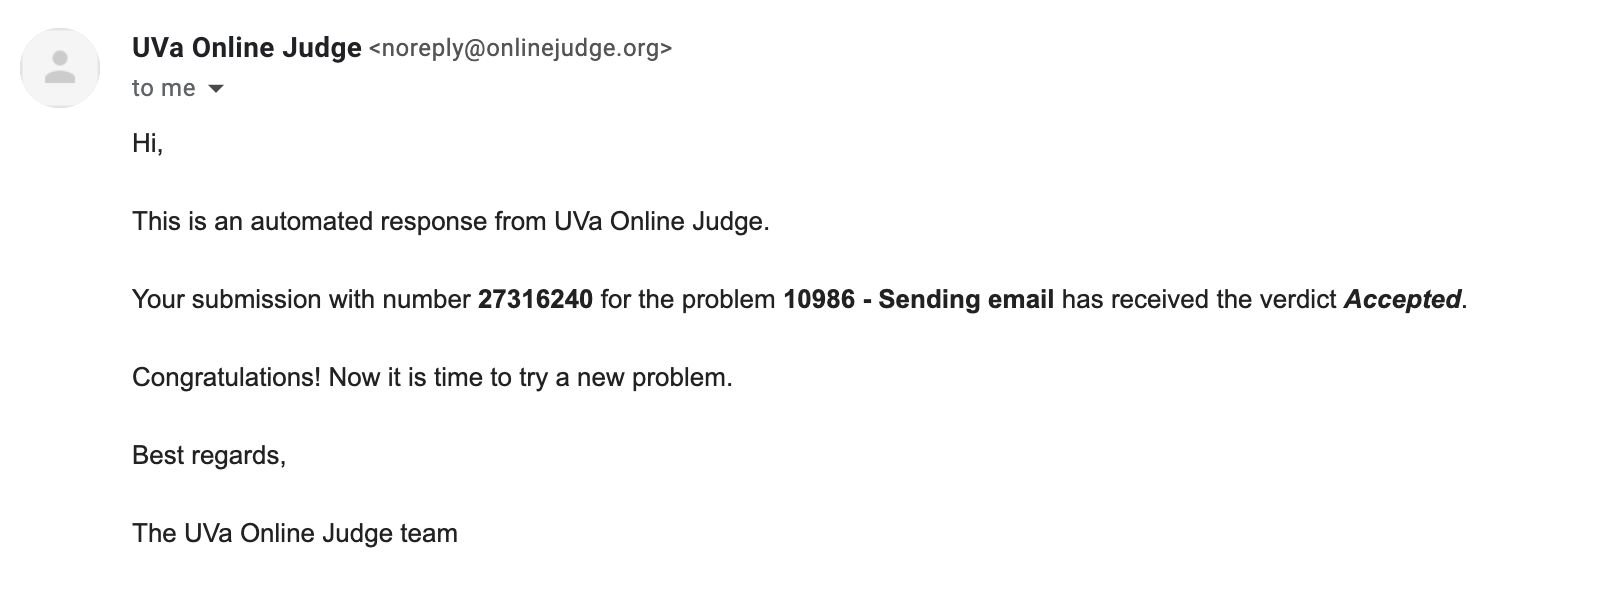 UVa Online Judge <noreply@onlinejudge.org>
to me
Hi,
This is an automated response from UVa Online Judge.
Your submission with number 27316240 for the problem 10986 - Sending email has received the verdict Accepted.
Congratulations! Now it is time to try a new problem.
Best regards,
The UVa Online Judge team